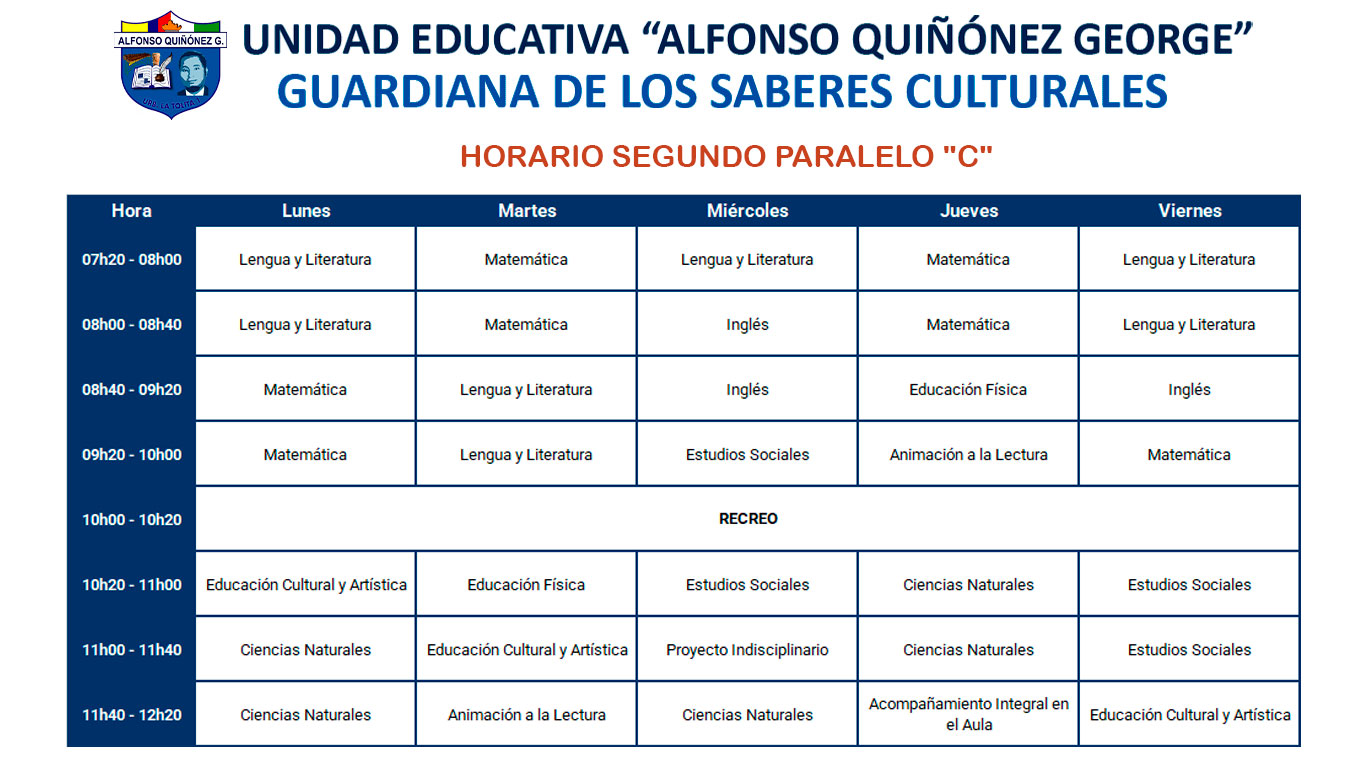 ALFONSO QUIÑÓNEZ G.
UNIDAD EDUCATIVA “ALFONSO QUIÑÓNEZ GEORGE”
GUARDIANA DE LOS SABERES CULTURALES
URB. LA TOLITA 1
HORARIO SEGUNDO PARALELO "C"
Hora Lunes Martes Miércoles Jueves Viernes
07h20 - 08h00 Lengua y Literatura Matemática Lengua y Literatura Matemática Lengua y Literatura
08h00 - 08h40 Lengua y Literatura Matemática Inglés Matemática Lengua y Literatura
08h40 - 09h20 Matemática Lengua y Literatura Inglés Educación Física Inglés
09h20 - 10h00 Matemática Lengua y Literatura Estudios Sociales Animación a la Lectura Matemática
10h00 - 10h20 RECREO
10h20 - 11h00 Educación Cultural y Artística Educación Física Estudios Sociales Ciencias Naturales Estudios Sociales
11h00 - 11h40 Ciencias Naturales Educación Cultural y Artística Proyecto Indisciplinario Ciencias Naturales Estudios Sociales
11h40 - 12h20 Ciencias Naturales Animación a la Lectura Ciencias Naturales Acompañamiento Integral en
el Aula Educación Cultural y Artística